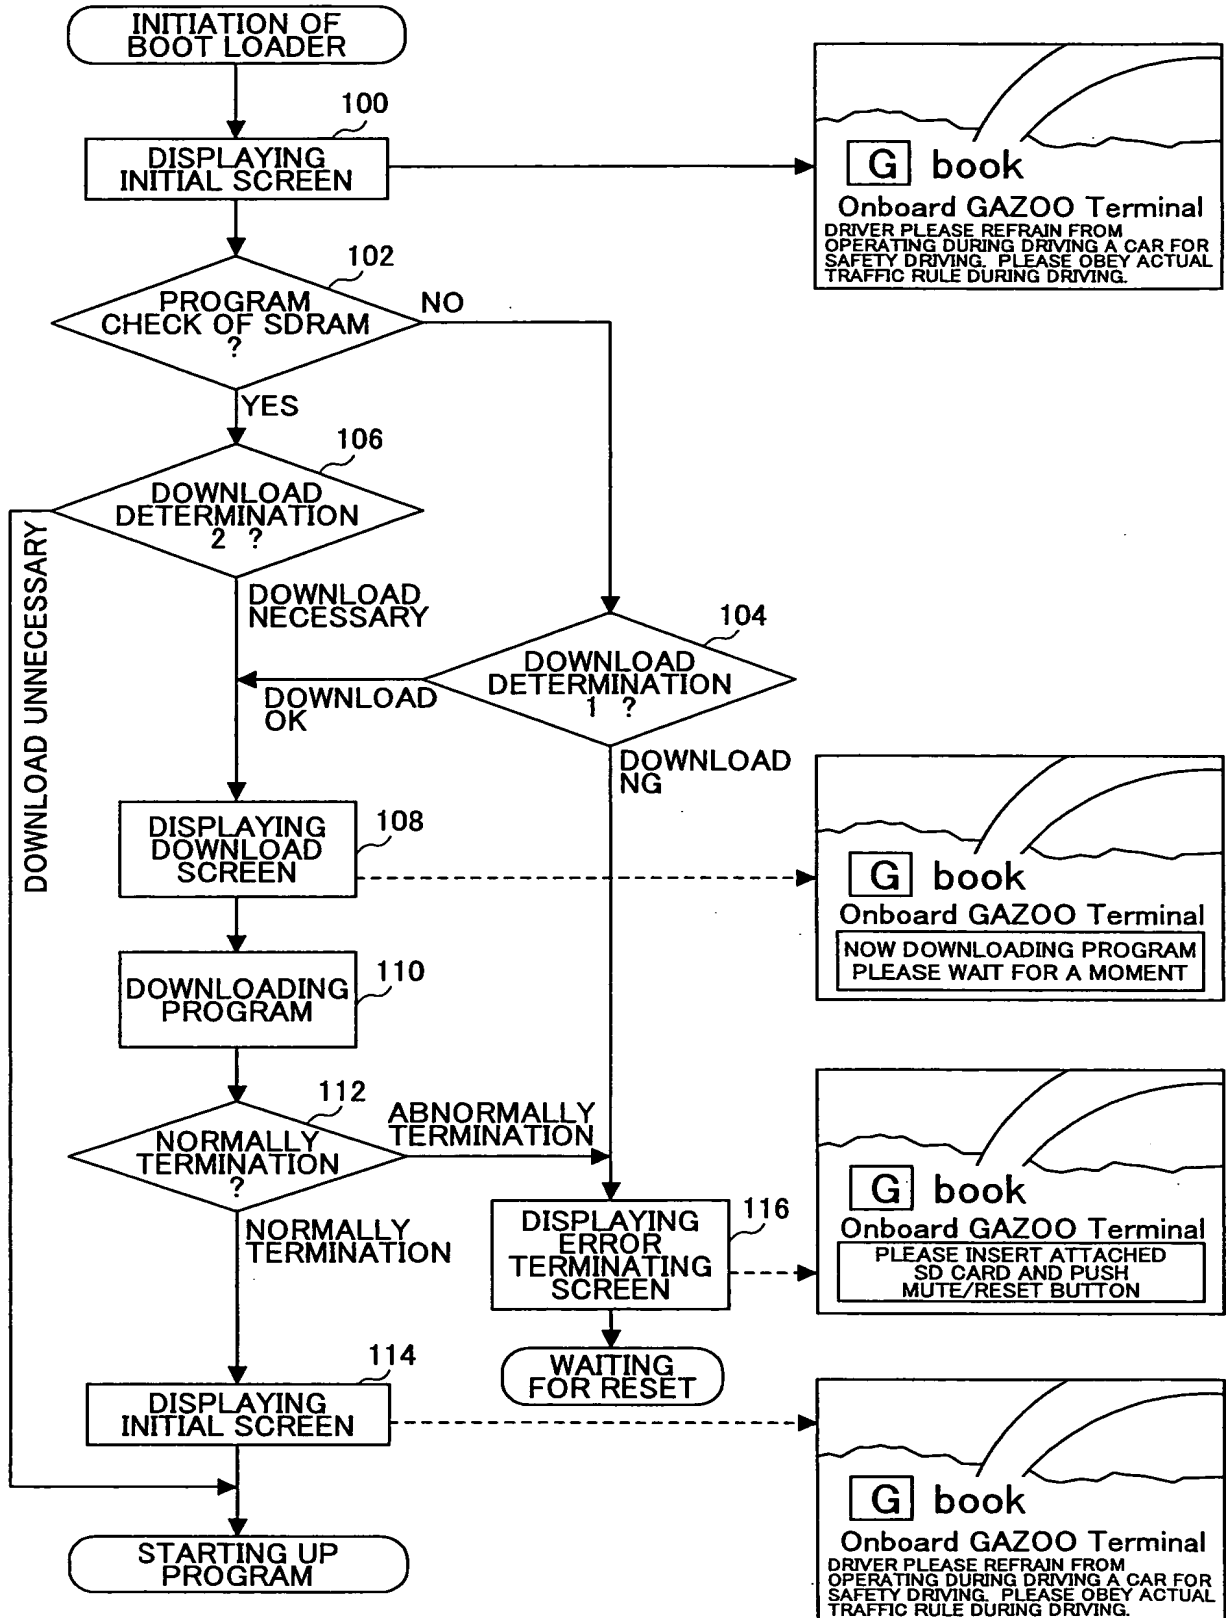 INITIATION OF
BOOT LOADER
100
DISPLAYING
INITIAL SCREEN
G book
Onboard GAZOO Terminal
DRIVER PLEASE REFRAIN FROM
OPERATING DURING DRIVING A CAR FOR
SAFETY DRIVING. PLEASE OBEY ACTUAL
TRAFFIC RULE DURING DRIVING.
102
PROGRAM
CHECK OF SDRAM
?
NO
YES
106
DOWNLOAD
DETERMINATION
2 ?
DOWNLOAD UNNECESSARY
DOWNLOAD
NECESSARY
104
DOWNLOAD
DETERMINATION
1 ?
DOWNLOAD
OK
DOWNLOAD
NG
108
DISPLAYING
DOWNLOAD
SCREEN
G book
Onboard GAZOO Terminal
NOW DOWNLOADING PROGRAM
PLEASE WAIT FOR A MOMENT
110
DOWNLOADING
PROGRAM
112
NORMALLY
TERMINATION
?
ABNORMALLY
TERMINATION
NORMALLY
TERMINATION
116
DISPLAYING
ERROR
TERMINATING
SCREEN
G book
Onboard GAZOO Terminal
PLEASE INSERT ATTACHED
SD CARD AND PUSH
MUTE/RESET BUTTON
WAITING
FOR RESET
114
DISPLAYING
INITIAL SCREEN
G book
Onboard GAZOO Terminal
DRIVER PLEASE REFRAIN FROM
OPERATING DURING DRIVING A CAR FOR
SAFETY DRIVING. PLEASE OBEY ACTUAL
TRAFFIC RULE DURING DRIVING.
STARTING UP
PROGRAM